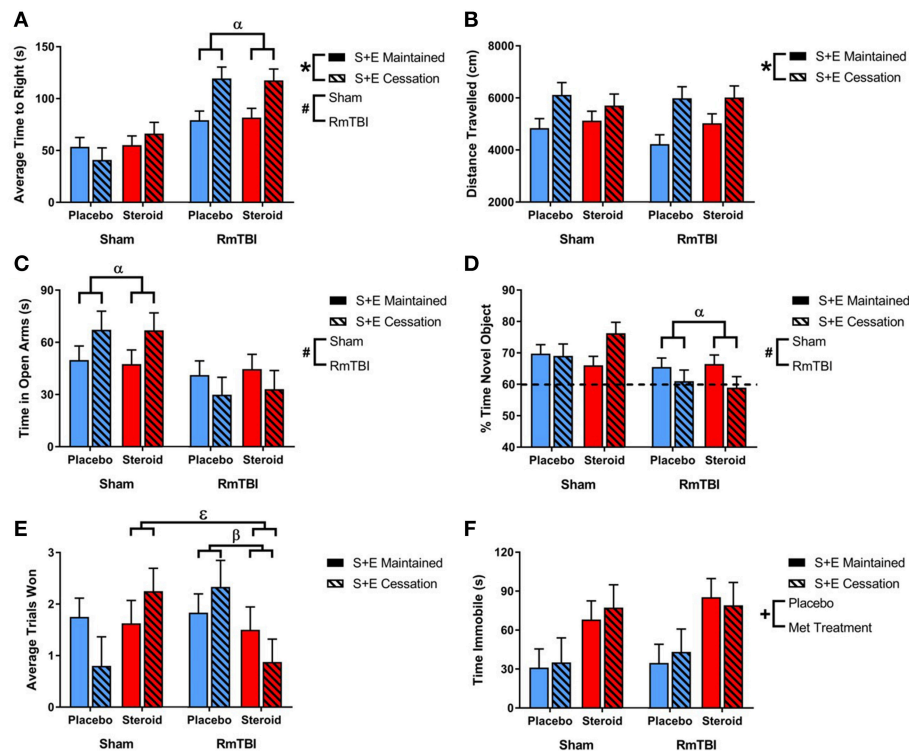 A
Average Time to Right (s)
150
100
50
0
α
Placebo Steroid Placebo Steroid
Sham RmTBI
* S+E Maintained
S+E Cessation
# Sham
RmTBI
B
Distance Travelled (cm)
8000
6000
4000
2000
Placebo Steroid Placebo Steroid
Sham RmTBI
* S+E Maintained
S+E Cessation
C
Time in Open Arms (s)
90
60
30
0
α
Placebo Steroid Placebo Steroid
Sham RmTBI
S+E Maintained
S+E Cessation
# Sham
RmTBI
D
% Time Novel Object
90
80
70
60
50
40
α
Placebo Steroid Placebo Steroid
Sham RmTBI
S+E Maintained
S+E Cessation
# Sham
RmTBI
E
Average Trials Won
3
2
1
0
ε
β
Placebo Steroid Placebo Steroid
Sham RmTBI
S+E Maintained
S+E Cessation
F
Time Immobile (s)
120
90
60
30
0
Placebo Steroid Placebo Steroid
Sham RmTBI
S+E Maintained
S+E Cessation
+ Placebo
Met Treatment